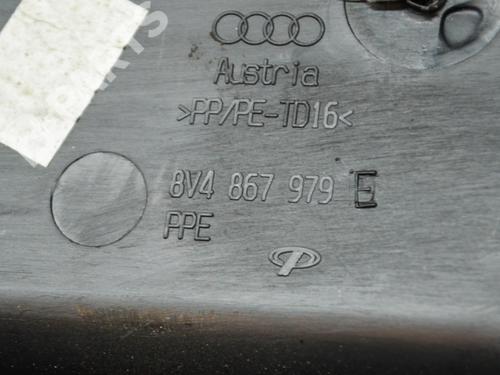 Austria
>PP/PE-TD16<
8V4 867 979 E
PPE